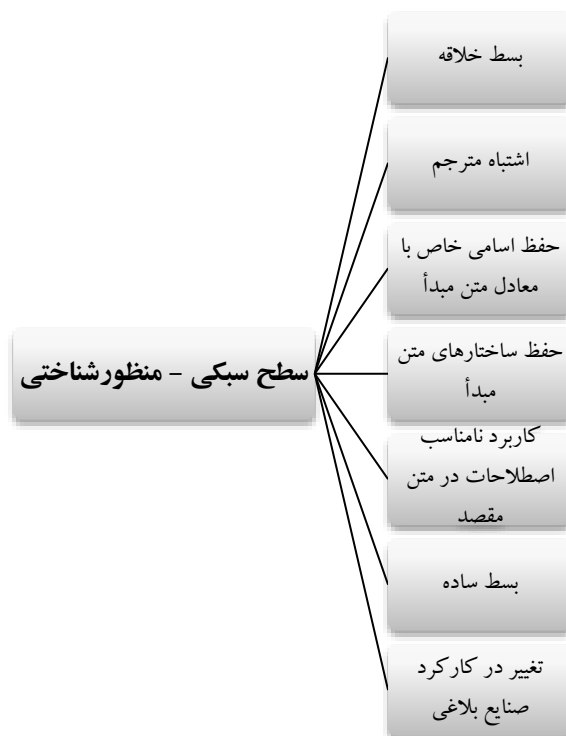 بسط خلاقه
اشتباه مترجم
حفظ اسامی خاص با
معادل متن مبدأ
سطح سبکی - منظورشناختی
حفظ ساختارهای متن
مبدأ
کاربرد نامناسب
اصطلاحات در متن
مقصد
بسط ساده
تغییر در کارکرد
صنایع بلاغی